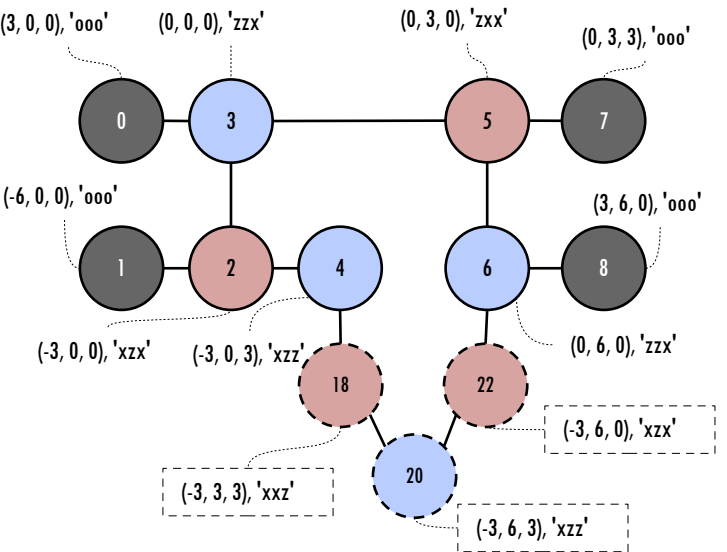 (3, 0, 0), 'ooo'
(0, 0, 0), 'zzx'
(0, 3, 0), 'zxx'
(0, 3, 3), 'ooo'
0
3
5
7
(-6, 0, 0), 'ooo'
(3, 6, 0), 'ooo'
1
2
4
6
8
(-3, 0, 0), 'xzx'
(-3, 0, 3), 'xzz'
(0, 6, 0), 'zzx'
18
22
(-3, 6, 0), 'xzx'
20
(-3, 3, 3), 'xxz'
(-3, 6, 3), 'xzz'